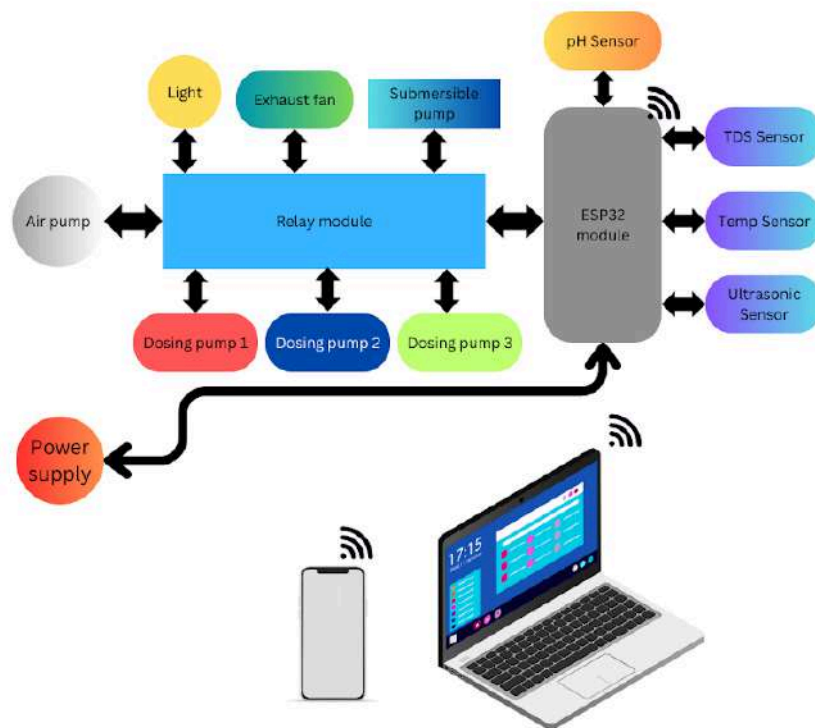 pH Sensor
Light
Exhaust fan
Submersible
pump
TDS Sensor
Air pump
Relay module
ESP32
module
Temp Sensor
Ultrasonic
Sensor
Dosing pump 1
Dosing pump 2
Dosing pump 3
Power
supply
17:15